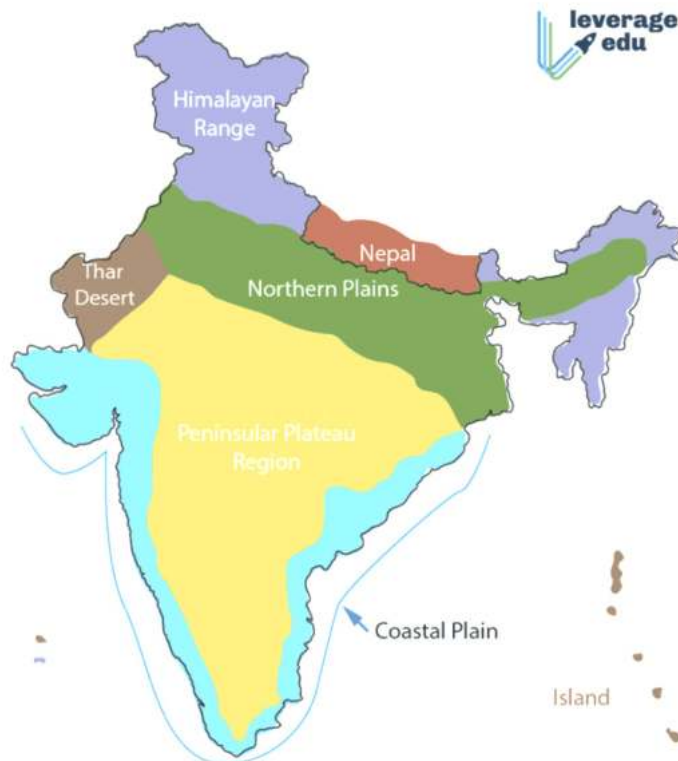 leverage
edu
Himalayan
Range
Nepal
Thar
Desert
Northern Plains
Peninsular Plateau
Region
Coastal Plain
Island